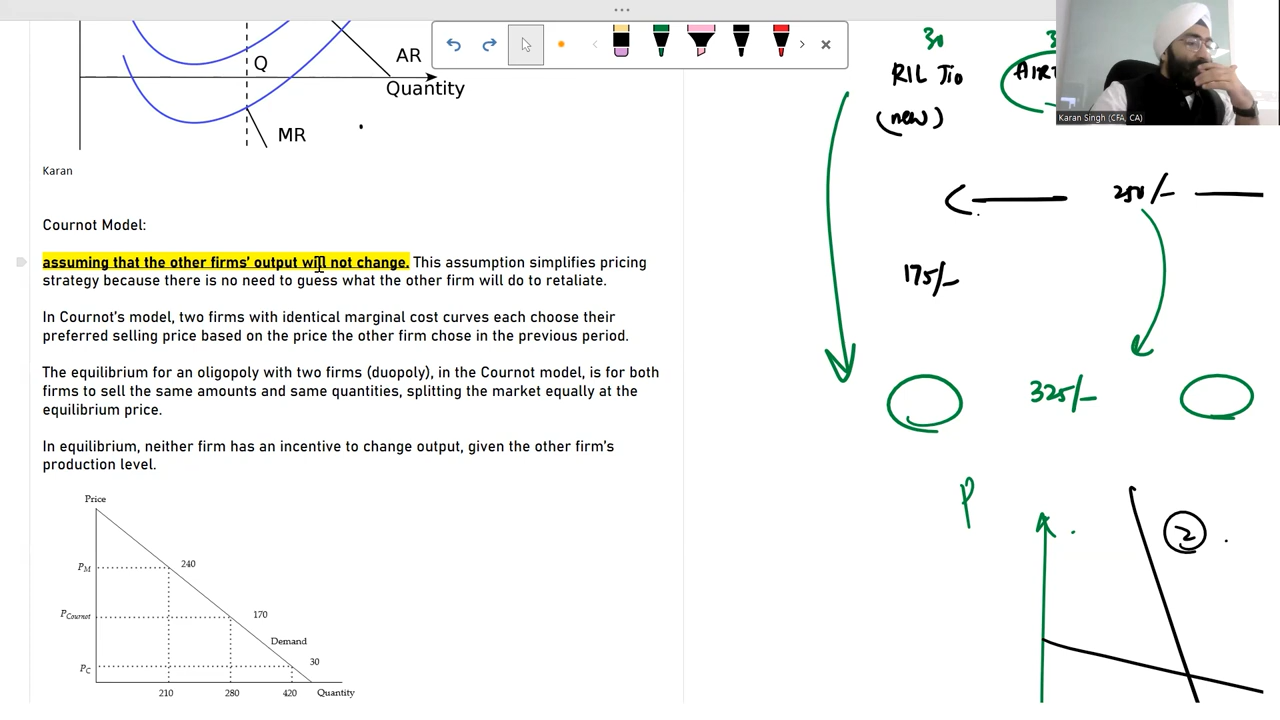 AR
Q
Quantity
MR
Karan
Cournot Model:
assuming that the other firms’ output will not change. This assumption simplifies pricing
strategy because there is no need to guess what the other firm will do to retaliate.
In Cournot’s model, two firms with identical marginal cost curves each choose their
preferred selling price based on the price the other firm chose in the previous period.
The equilibrium for an oligopoly with two firms (duopoly), in the Cournot model, is for both
firms to sell the same amounts and same quantities, splitting the market equally at the
equilibrium price.
In equilibrium, neither firm has an incentive to change output, given the other firm’s
production level.
Price
PM
240
PCournot
170
Demand
PC
30
210 280 420 Quantity
30 3
RIL Jio AIRT
(new)
Karan Singh (CFA, CA)
250/-
175/-
325/-
P
2